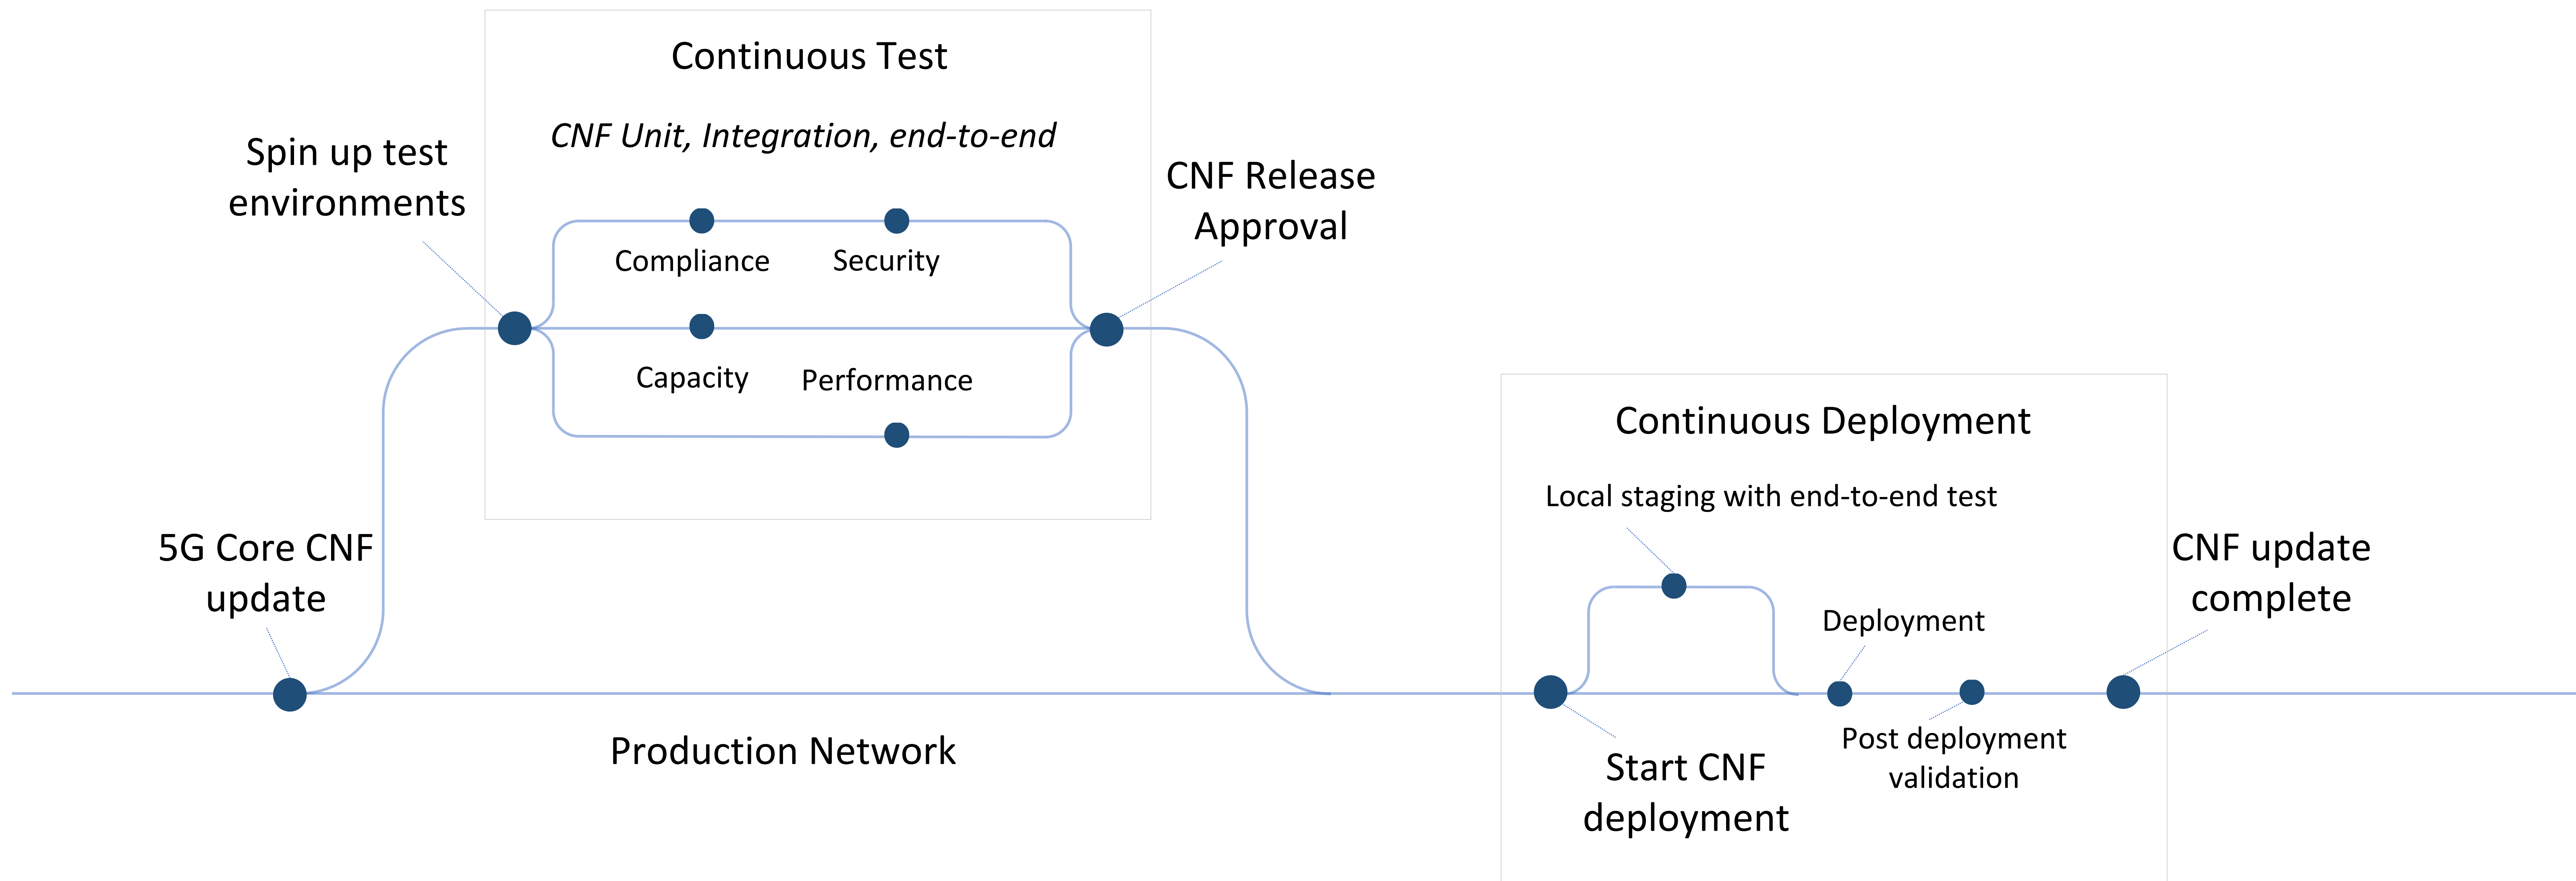 Continuous Test
CNF Unit, Integration, end-to-end
Spin up test
environments
CNF Release
Approval
Compliance
Security
Capacity
Performance
5G Core CNF
update
Production Network
Continuous Deployment
Local staging with end-to-end test
Deployment
CNF update
complete
Post deployment
validation
Start CNF
deployment